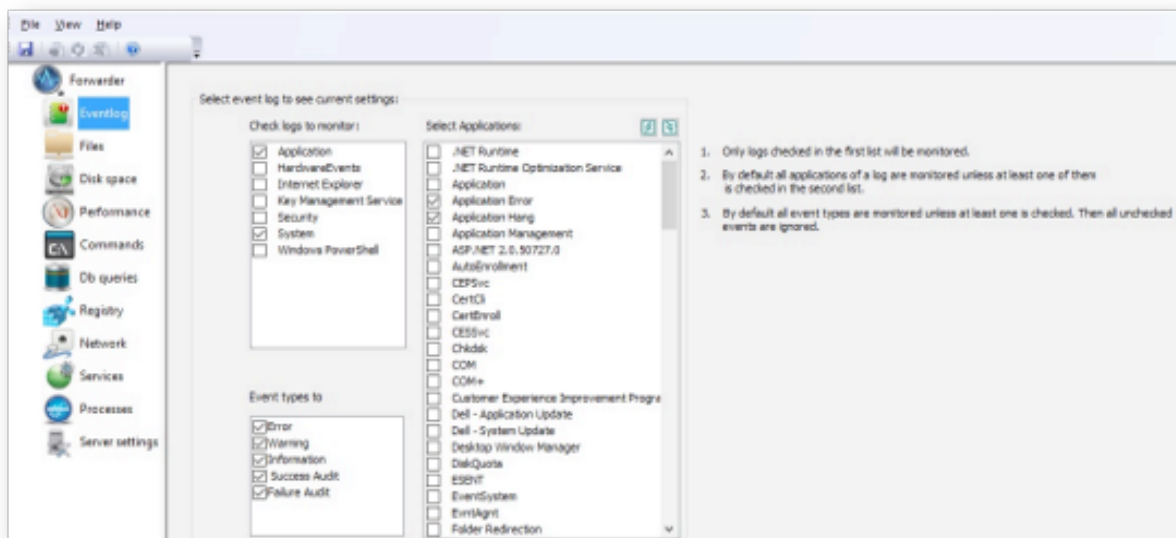 File View Help
Forwarder
Eventlog
Files
Disk space
Performance
Commands
Db queries
Registry
Network
Services
Processes
Server settings
Select event log to see current settings:
Check logs to monitor:
Application
HardwareEvents
Internet Explorer
Key Management Service
Security
System
Windows PowerShell
Event types to
Error
Warning
Information
Success Audit
Failure Audit
Select Applications:
.NET Runtime
.NET Runtime Optimization Service
Application
Application Error
Application Hang
Application Management
ASP.NET 2.0.50727.0
AutoEnrollment
CEPSvc
CertCli
CertEnroll
CESSvc
Chkdsk
COM
COM+
Customer Experience Improvement Progra
Dell - Application Update
Dell - System Update
Desktop Window Manager
DiskQuota
ESENT
EventSystem
EvntAgnt
Folder Redirection
1. Only logs checked in the first list will be monitored.
2. By default all applications of a log are monitored unless at least one of them
is checked in the second list.
3. By default all event types are monitored unless at least one is checked. Then all unchecked
events are ignored.